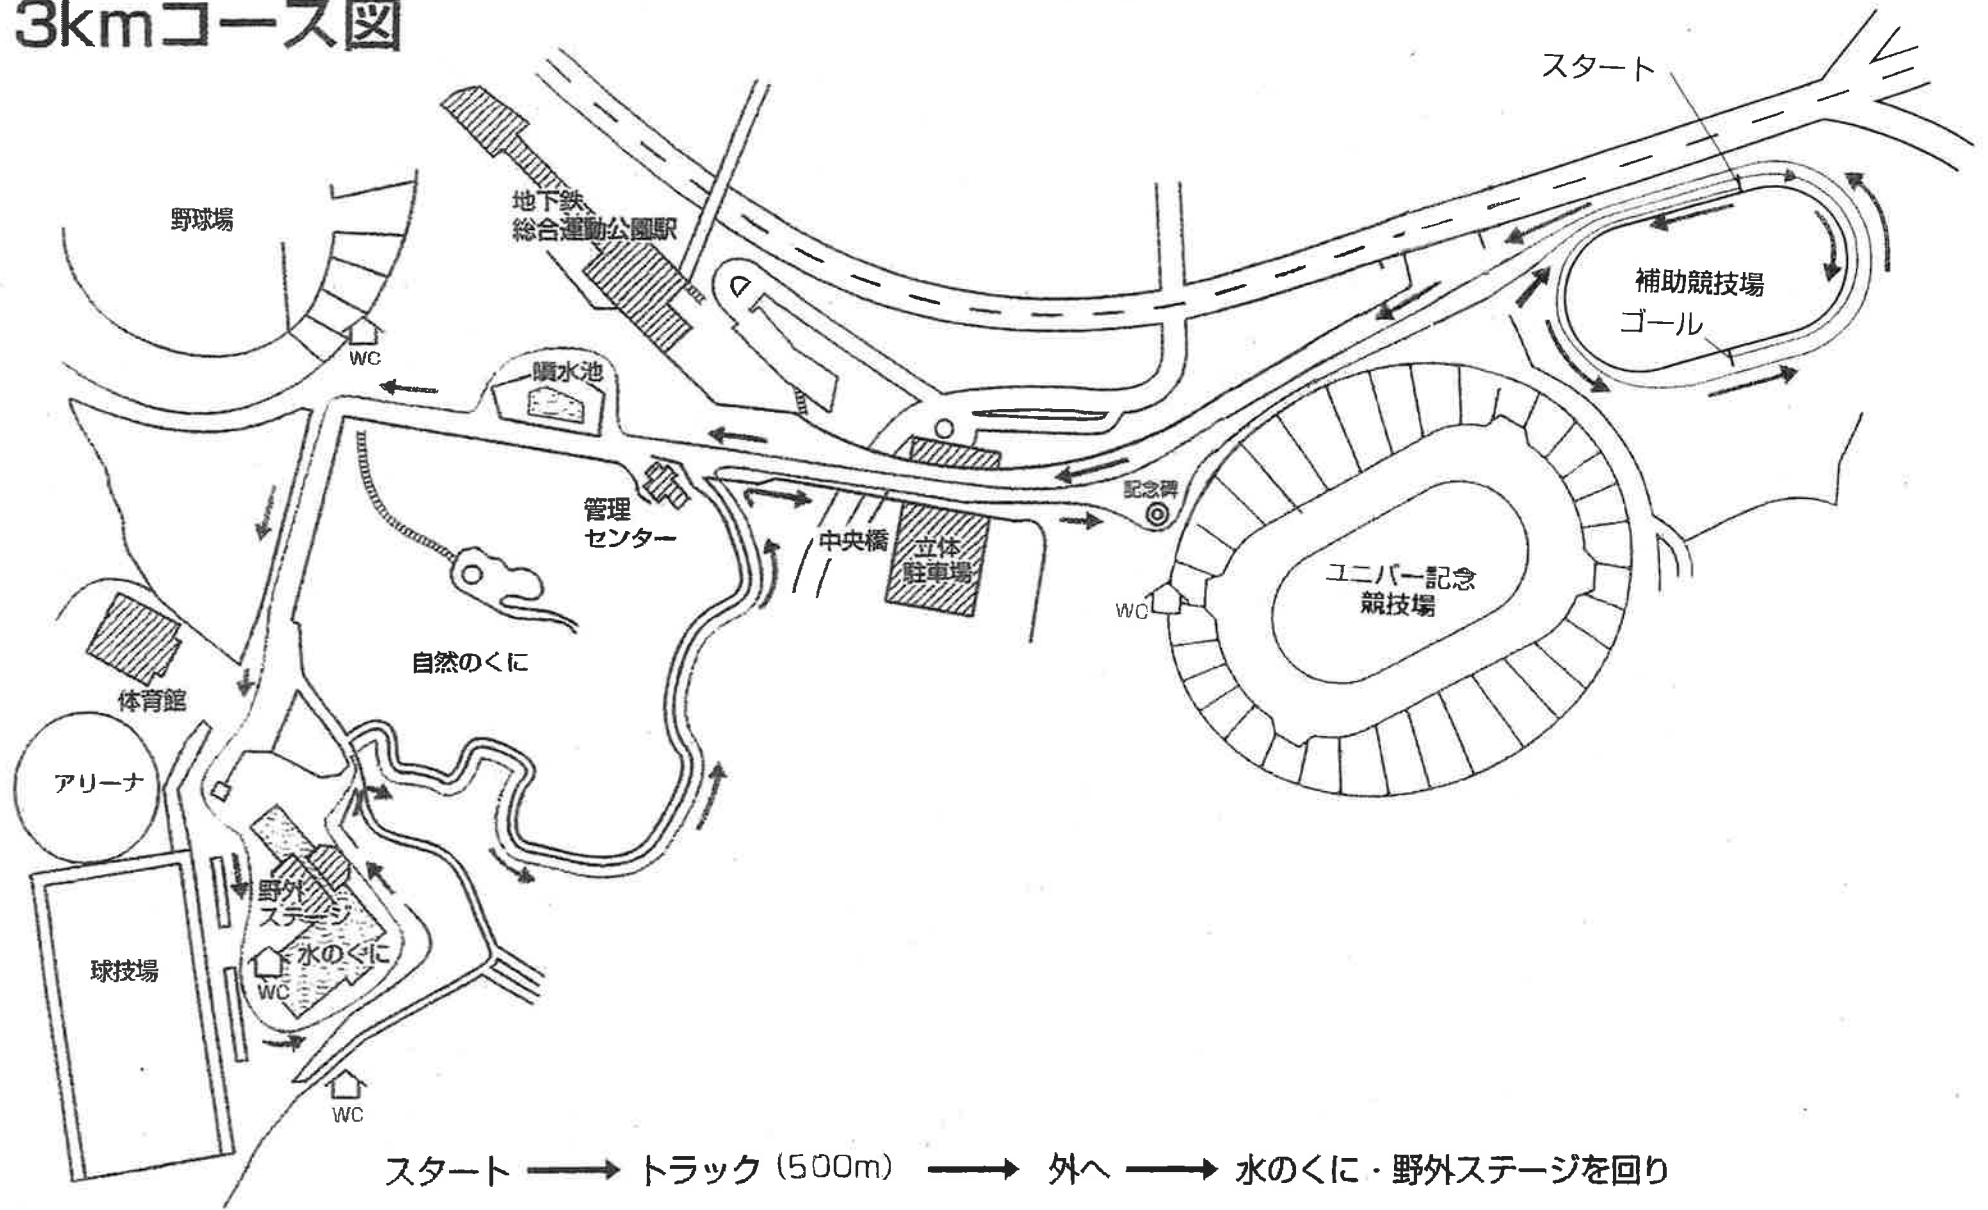 3kmコース図
スタート
野球場
地下鉄
総合運動公園駅
補助競技場
ゴール
WC
噴水池
管理
センター
記念碑
中央橋
立体
駐車場
ユニバー記念
競技場
WC
自然のくに
体育館
アリーナ
野外
ステージ
水のくに
WC
球技場
WC
スタート → トラック(500m) → 外へ → 水のくに・野外ステージを回り